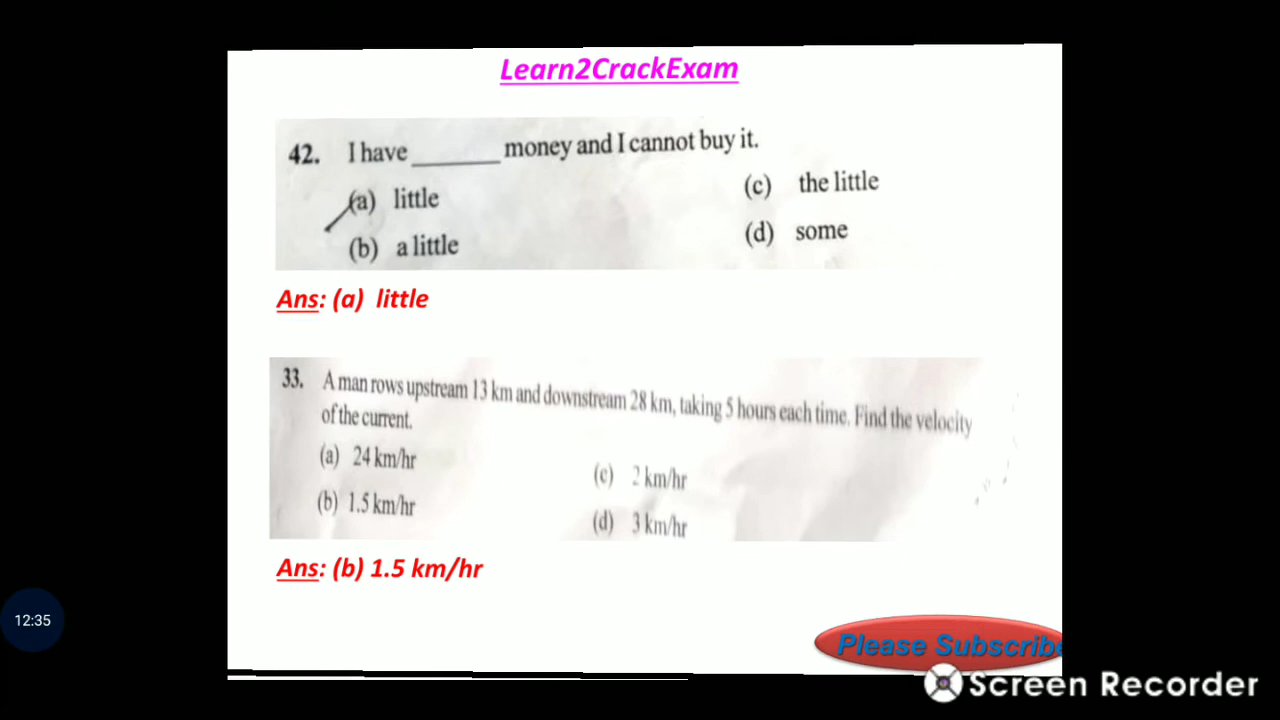 Learn2CrackExam
42. I have _______ money and I cannot buy it.
(a) little
(c) the little
(b) a little
(d) some
Ans: (a) little
33. A man rows upstream 13 km and downstream 28 km, taking 5 hours each time. Find the velocity
of the current.
(a) 24 km/hr
(c) 2 km/hr
(b) 1.5 km/hr
(d) 3 km/hr
Ans: (b) 1.5 km/hr
12:35
Please Subscribe
Screen Recorder